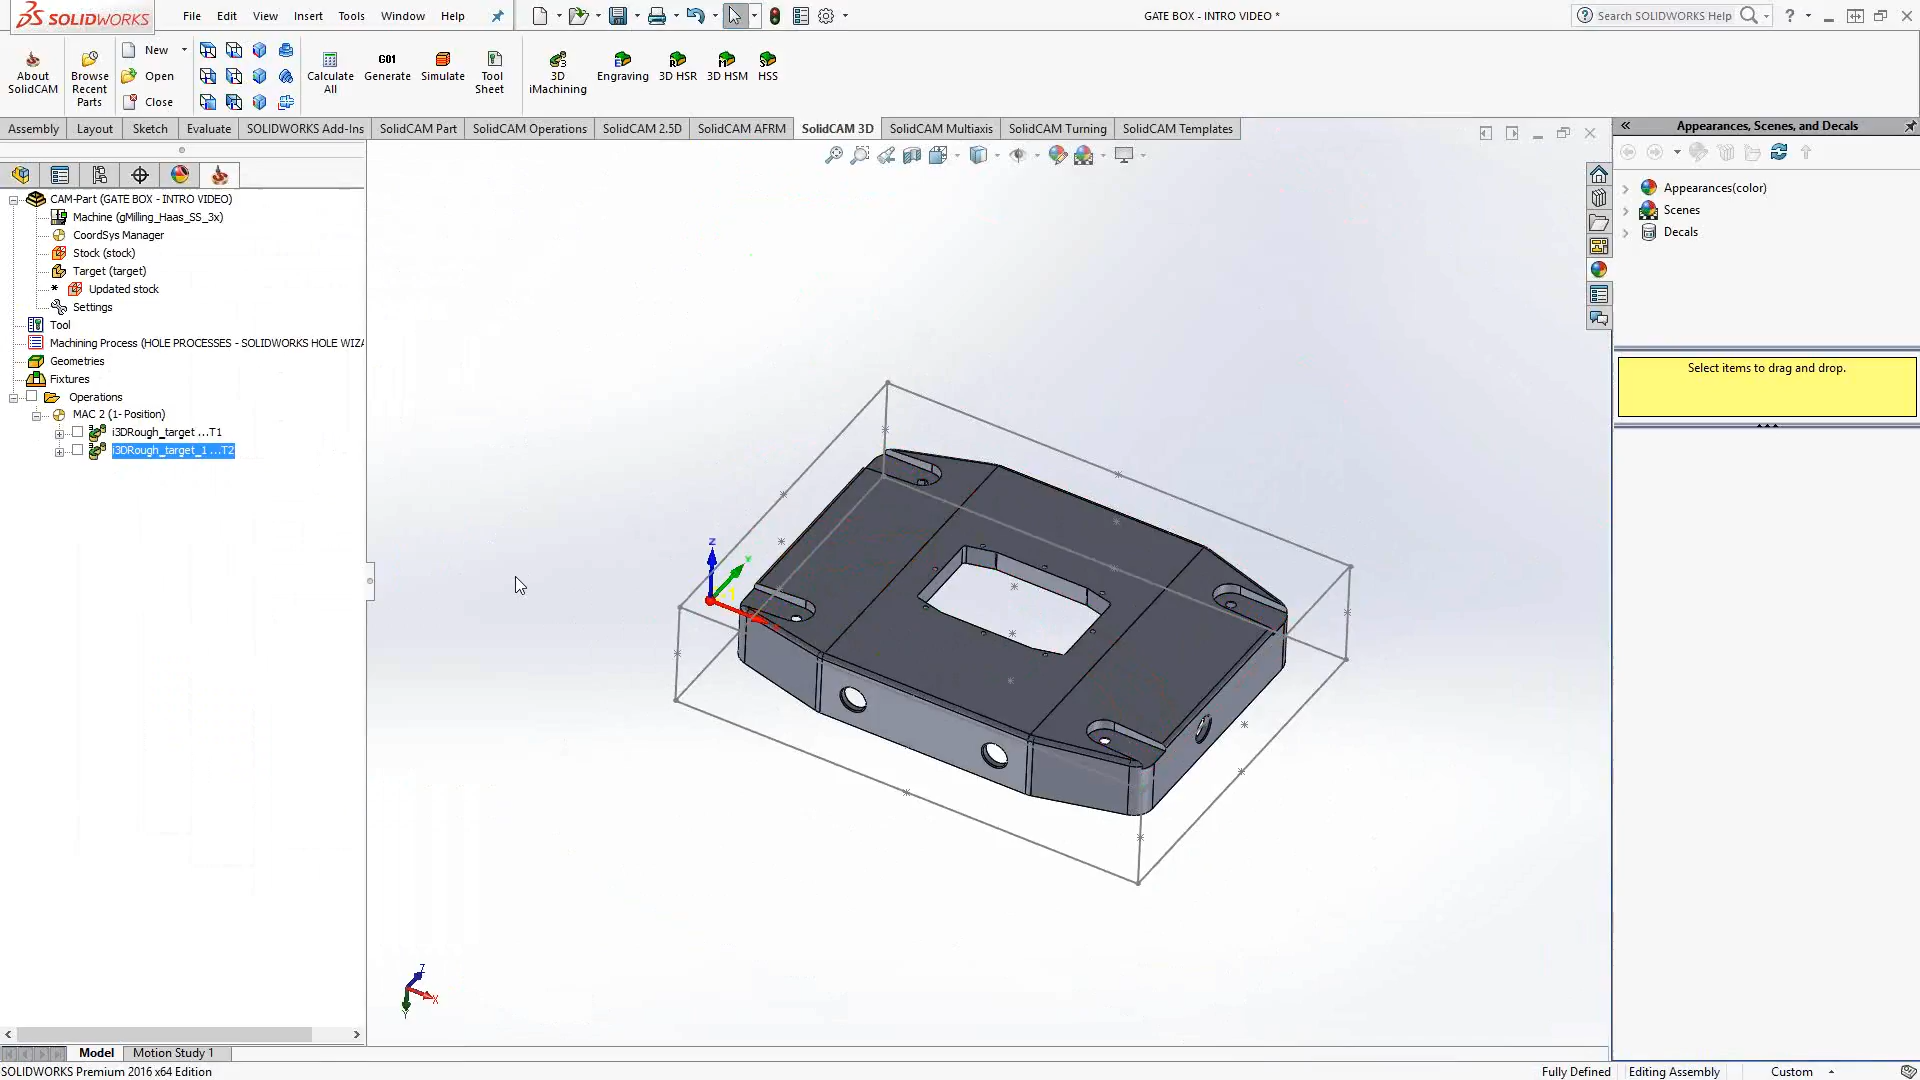 SOLIDWORKS
File Edit View Insert Tools Window Help
GATE BOX - INTRO VIDEO *
Search SOLIDWORKS Help
About SolidCAM
Browse Recent Parts
New
Open
Close
Calculate All
G01
Generate
Simulate
Tool Sheet
3D iMachining
Engraving
3D HSR
3D HSM
HSS
Assembly Layout Sketch Evaluate SOLIDWORKS Add-Ins SolidCAM Part SolidCAM Operations SolidCAM 2.5D SolidCAM AFRM SolidCAM 3D SolidCAM Multiaxis SolidCAM Turning SolidCAM Templates
CAM-Part (GATE BOX - INTRO VIDEO)
Machine (gMilling_Haas_SS_3x)
CoordSys Manager
Stock (stock)
Target (target)
* Updated stock
Settings
Tool
Machining Process (HOLE PROCESSES - SOLIDWORKS HOLE WIZA
Geometries
Fixtures
Operations
MAC 2 (1- Position)
i3DRough_target ...T1
i3DRough_target_1 ...T2
Z
Z
X
Y
Appearances, Scenes, and Decals
Appearances(color)
Scenes
Decals
Select items to drag and drop.
Model Motion Study 1
SOLIDWORKS Premium 2016 x64 Edition
Fully Defined Editing Assembly Custom